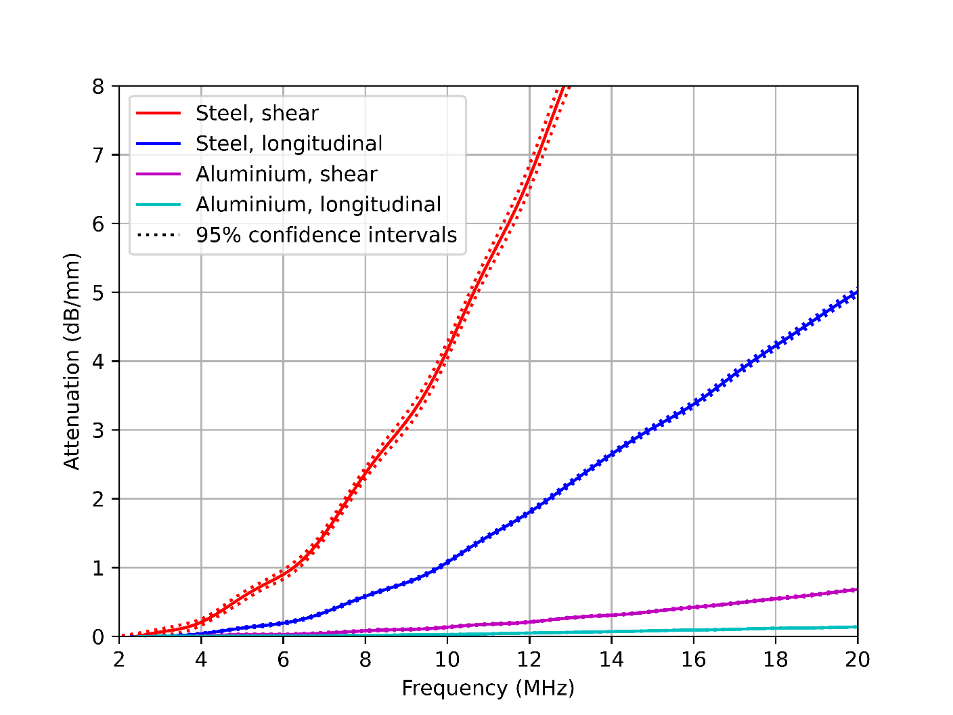 8
7
6
5
4
3
2
1
0
Attenuation (dB/mm)
Steel, shear
Steel, longitudinal
Aluminium, shear
Aluminium, longitudinal
95% confidence intervals
2 4 6 8 10 12 14 16 18 20
Frequency (MHz)